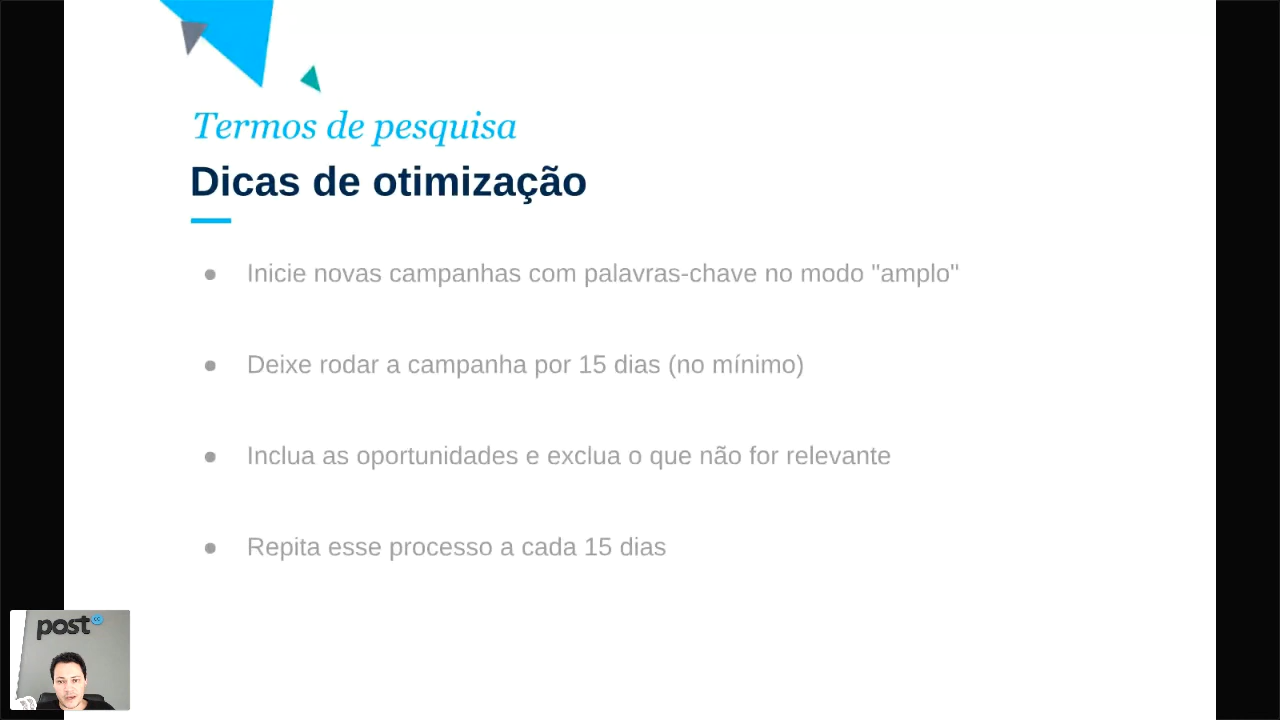 Termos de pesquisa
Dicas de otimização
● Inicie novas campanhas com palavras-chave no modo "amplo"
● Deixe rodar a campanha por 15 dias (no mínimo)
● Inclua as oportunidades e exclua o que não for relevante
● Repita esse processo a cada 15 dias
post